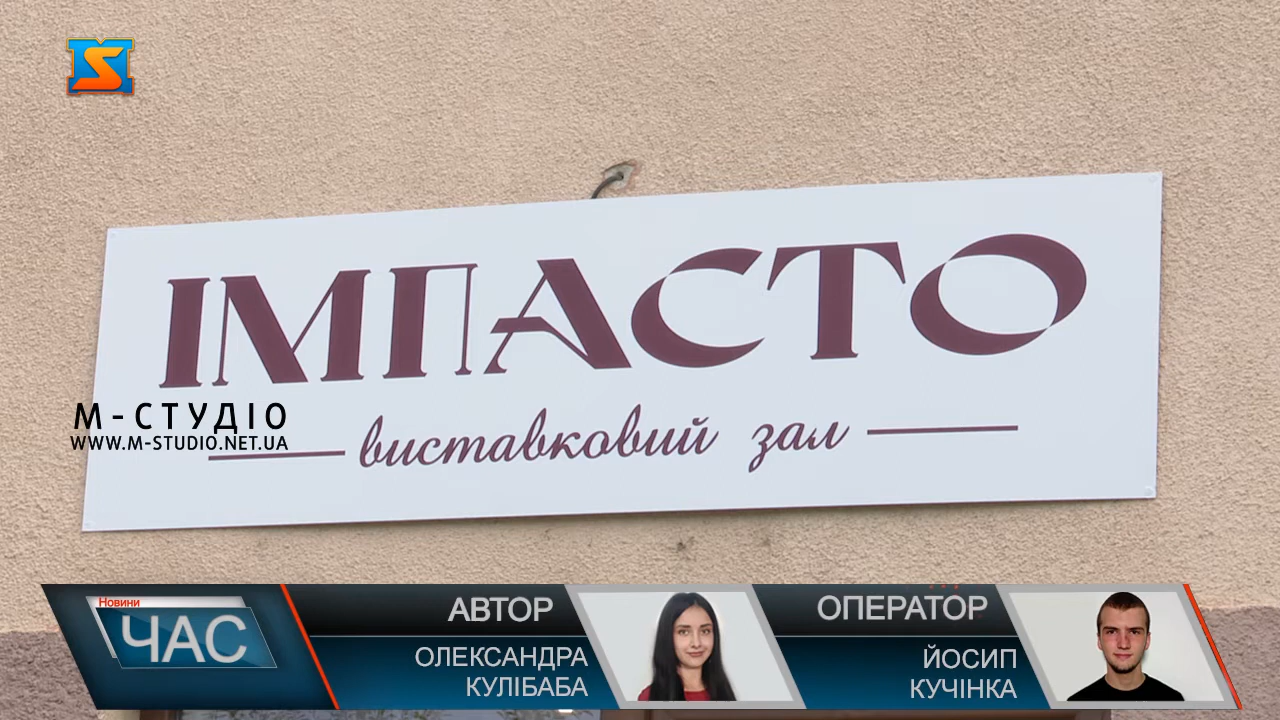 ІМПАСТО
М-СТУДІО
WWW.M-STUDIO.NET.UA
виставковий зал
Новини
ЧАС
АВТОР
ОЛЕКСАНДРА
КУЛІБАБА
ОПЕРАТОР
ЙОСИП
КУЧІНКА